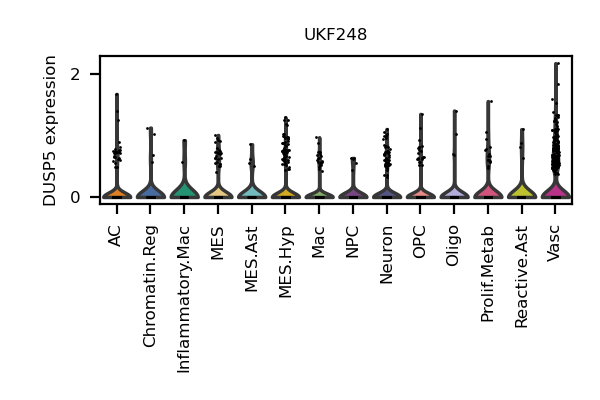 UKF248
DUSP5 expression
2
0
AC
Chromatin.Reg
Inflammatory.Mac
MES
MES.Ast
MES.Hyp
Mac
NPC
Neuron
OPC
Oligo
Prolif.Metab
Reactive.Ast
Vasc